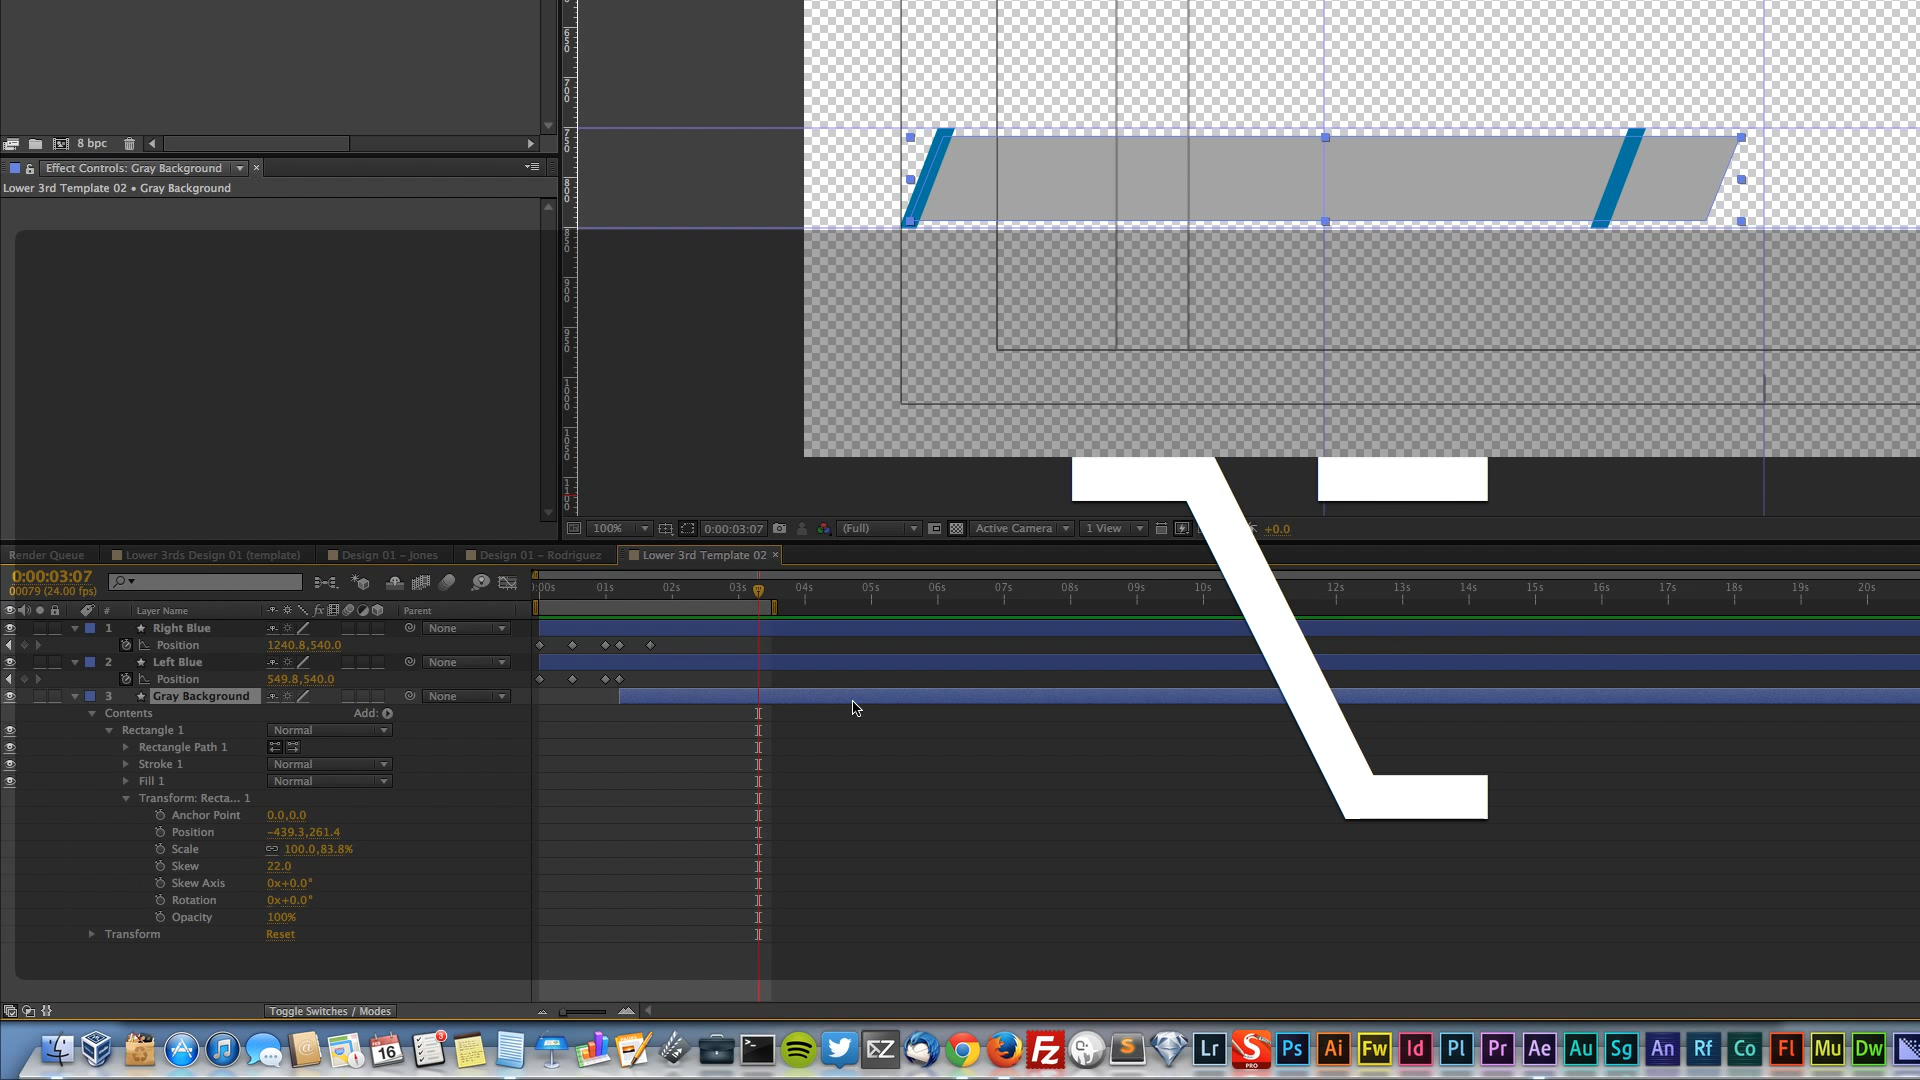 8 bpc
Effect Controls: Gray Background
Lower 3rd Template 02 • Gray Background
100%
0:00:03:07
(Full)
Active Camera
1 View
+0.0
Render Queue
Lower 3rds Design 01 (template)
Design 01 – Jones
Design 01 – Rodriguez
Lower 3rd Template 02
0:00:03:07
00079 (24.00 fps)
:00s 01s 02s 03s 04s 05s 06s 07s 08s 09s 10s 12s 13s 14s 15s 16s 17s 18s 19s 20s
# Layer Name fx Parent
1 Right Blue None
Position 1240.8,540.0
2 Left Blue None
Position 549.8,540.0
3 Gray Background None
Contents Add:
Rectangle 1 Normal
Rectangle Path 1
Stroke 1 Normal
Fill 1 Normal
Transform: Recta... 1
Anchor Point 0.0,0.0
Position -439.3,261.4
Scale 100.0,83.8%
Skew 22.0
Skew Axis 0x+0.0°
Rotation 0x+0.0°
Opacity 100%
Transform Reset
Toggle Switches / Modes
16 3 Lr S PRO Ps Ai Fw Id Pl Pr Ae Au Sg An Rf Co Fl Mu Dw